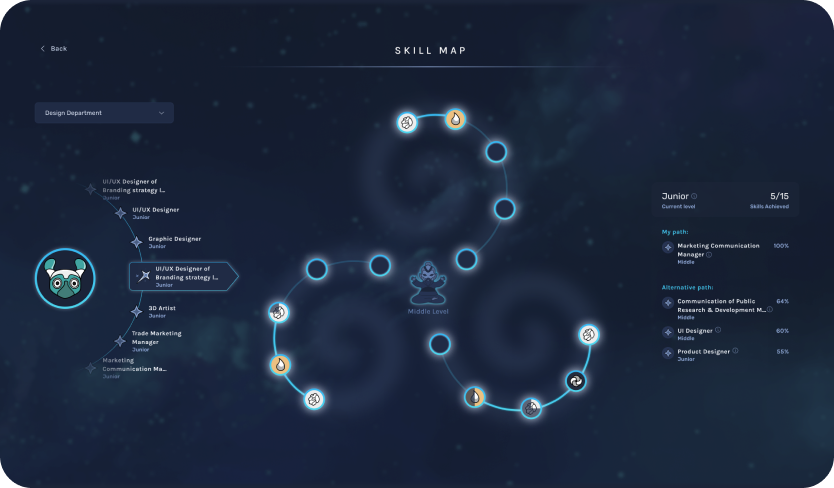 Back
SKILL MAP
Design Department
UI/UX Designer of
Branding strategy I...
Junior
UI/UX Designer
Junior
Graphic Designer
Junior
UI/UX Designer of
Branding strategy I...
Junior
3D Artist
Junior
Trade Marketing
Manager
Junior
Marketing
Communication Ma...
Junior
Middle Level
Junior 5/15
Current level Skills Achieved
My path:
Marketing Communication 100%
Manager
Middle
Alternative path:
Communication of Public 64%
Research & Development M...
Middle
UI Designer 60%
Middle
Product Designer 55%
Junior